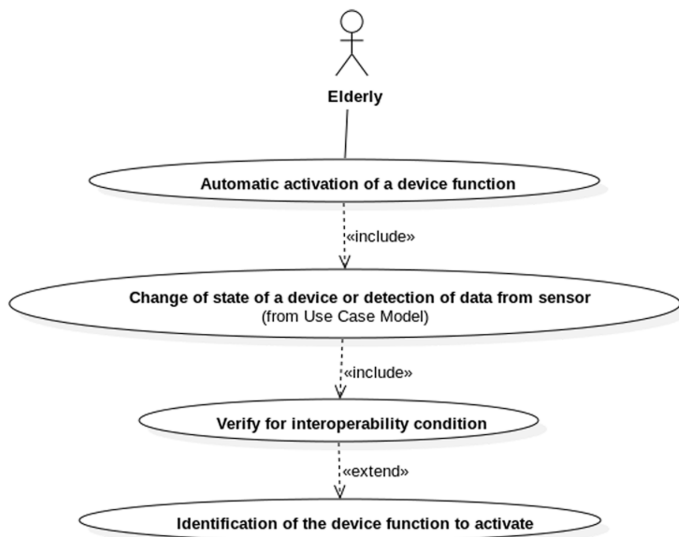 Elderly
Automatic activation of a device function
«include»
Change of state of a device or detection of data from sensor
(from Use Case Model)
«include»
Verify for interoperability condition
«extend»
Identification of the device function to activate